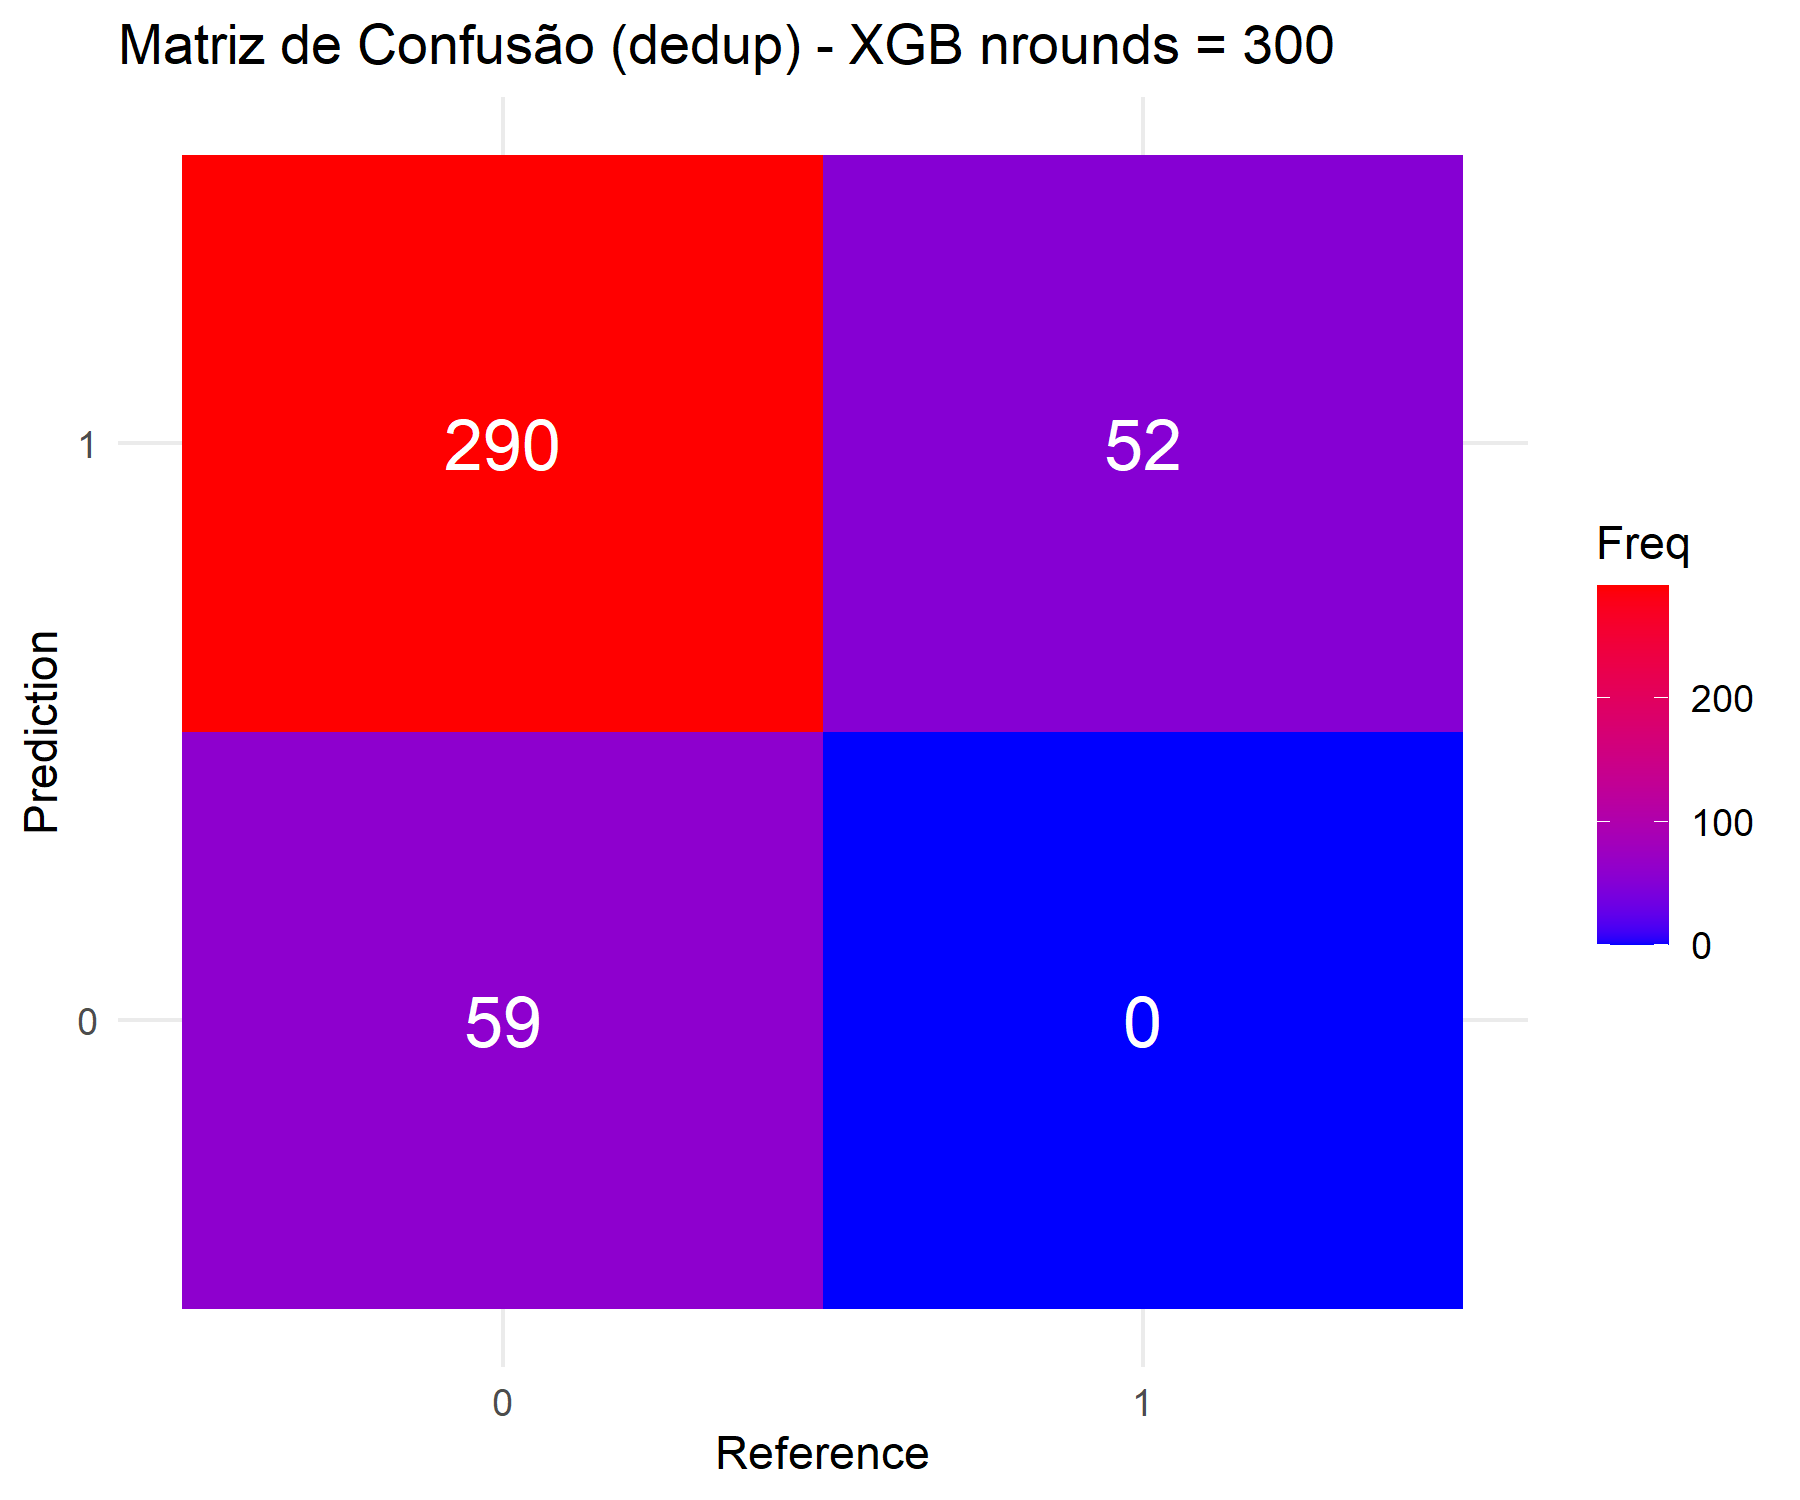 Matriz de Confusão (dedup) - XGB nrounds = 300
Prediction
1
0
290
52
59
0
0
1
Reference
Freq
200
100
0